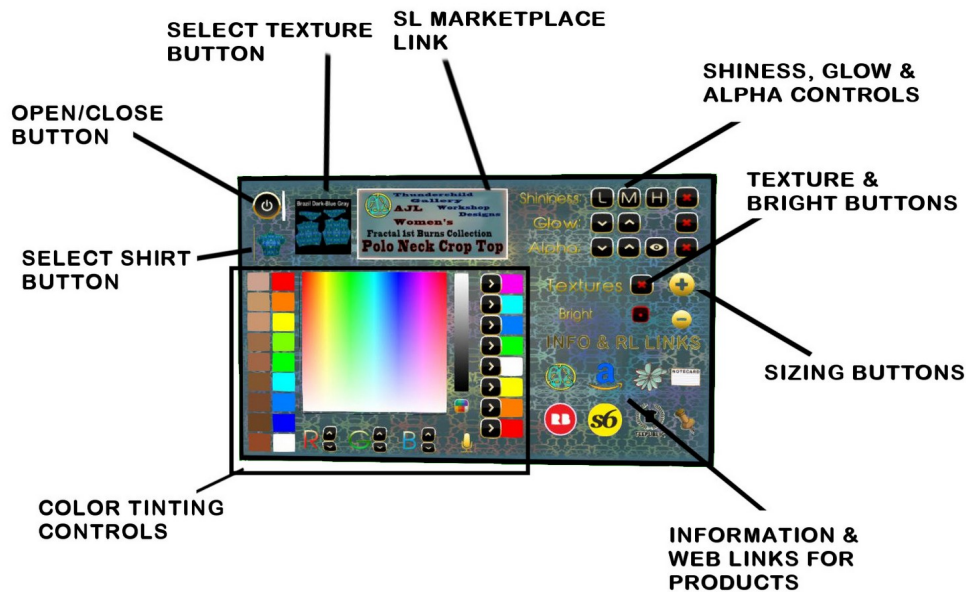 SELECT TEXTURE
BUTTON
SL MARKETPLACE
LINK
SHINESS, GLOW &
ALPHA CONTROLS
OPEN/CLOSE
BUTTON
TEXTURE &
BRIGHT BUTTONS
SELECT SHIRT
BUTTON
Brazil Dark-Blue Gray
Thunderchild
Gallery
AJL Workshop
Designs
Women's
Fractal 1st Burns Collection
Polo Neck Crop Top
Shininess L M H
Glow
Alpha
Textures
Bright
INFO & RL LINKS
NOTECARD
a
RB
s6
R G B
SIZING BUTTONS
COLOR TINTING
CONTROLS
INFORMATION &
WEB LINKS FOR
PRODUCTS